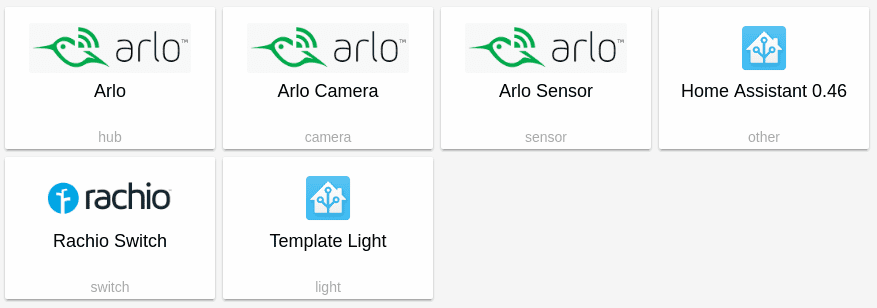 arlo™
Arlo
hub
arlo™
Arlo Camera
camera
arlo™
Arlo Sensor
sensor
Home Assistant 0.46
other
rachio™
Rachio Switch
switch
Template Light
light